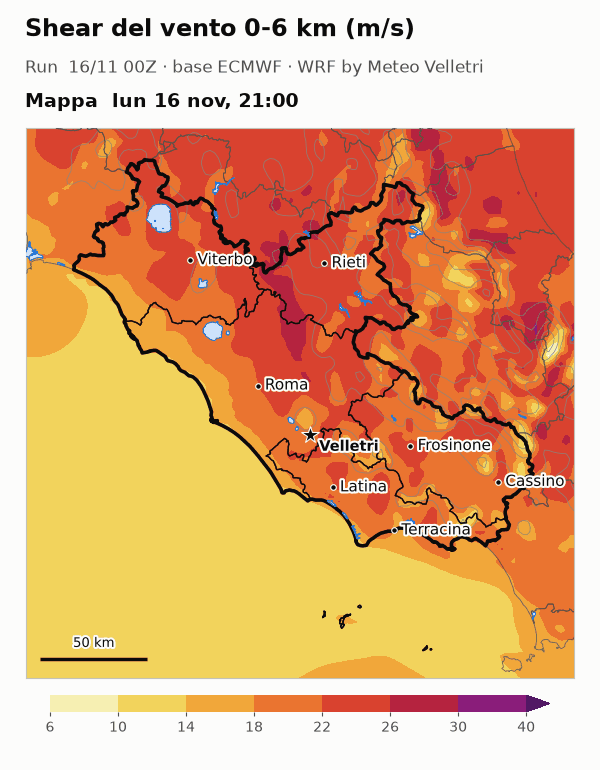 Shear del vento 0-6 km (m/s)
Run  16/11 00Z · base ECMWF · WRF by Meteo Velletri
Mappa  lun 16 nov, 21:00
Viterbo
Rieti
Roma
Velletri
Frosinone
Latina
Cassino
Terracina
50 km
6 10 14 18 22 26 30 40